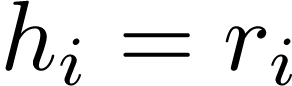 h_i = r_i